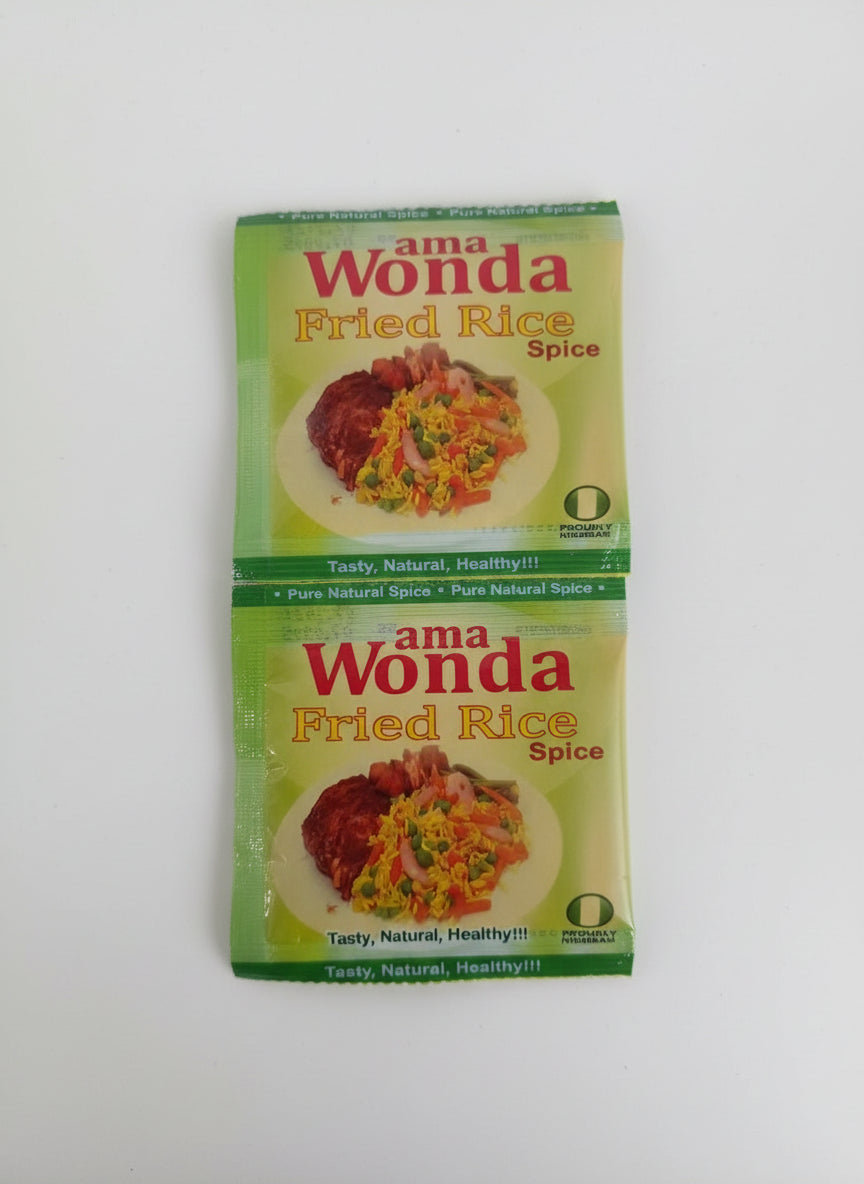 • Pure Natural Spice • Pure Natural Spice •
ama
Wonda
Fried Rice
Spice
Tasty, Natural, Healthy!!!
• Pure Natural Spice • Pure Natural Spice •
ama
Wonda
Fried Rice
Spice
Tasty, Natural, Healthy!!!
Tasty, Natural, Healthy!!!